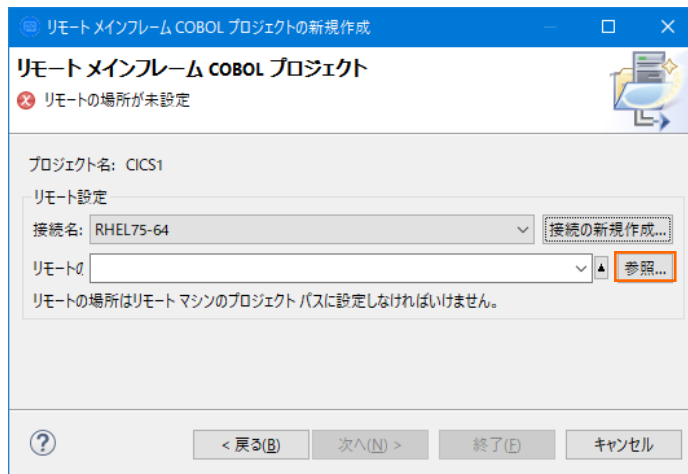 リモート メインフレーム COBOL プロジェクトの新規作成
リモート メインフレーム COBOL プロジェクト
リモートの場所が未設定
プロジェクト名: CICS1
リモート設定
接続名: RHEL75-64 接続の新規作成...
リモートの 参照...
リモートの場所はリモート マシンのプロジェクト パスに設定しなければいけません。
? < 戻る(B) 次へ(N) > 終了(F) キャンセル